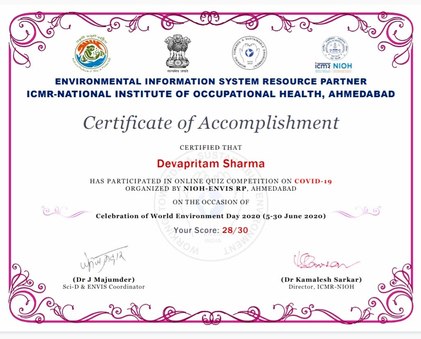 icmr NIOH
ENVIRONMENTAL INFORMATION SYSTEM RESOURCE PARTNER
ICMR-NATIONAL INSTITUTE OF OCCUPATIONAL HEALTH, AHMEDABAD
Certificate of Accomplishment
CERTIFIED THAT
Devapritam Sharma
HAS PARTICIPATED IN ONLINE QUIZ COMPETITION ON COVID-19
ORGANIZED BY NIOH-ENVIS RP, AHMEDABAD
ON THE OCCASION OF
Celebration of World Environment Day 2020 (5-30 June 2020)
Your Score: 28/30
(Dr J Majumder)
Sci-D & ENVIS Coordinator
(Dr Kamalesh Sarkar)
Director, ICMR-NIOH